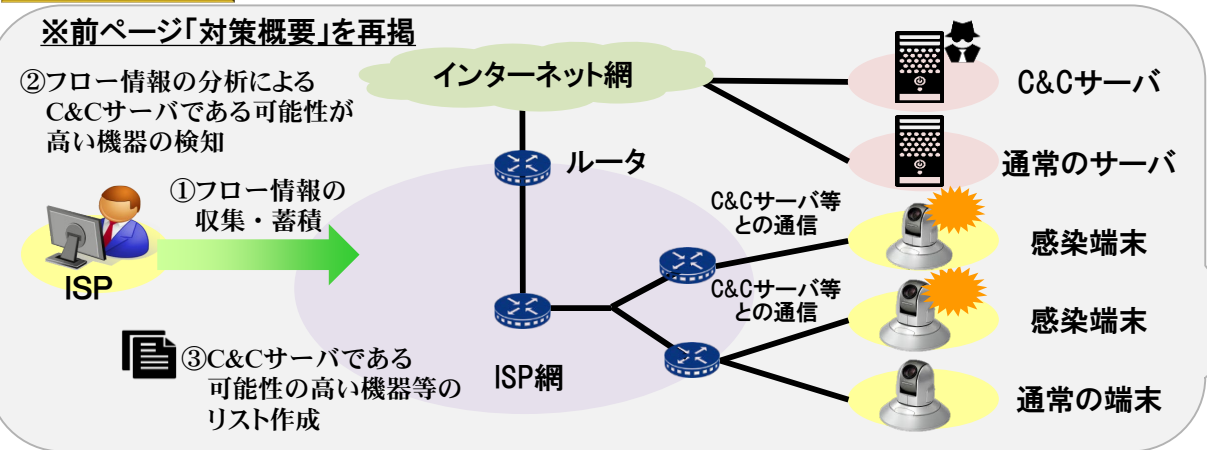 ※前ページ「対策概要」を再掲
②フロー情報の分析による
C&Cサーバである可能性が
高い機器の検知
インターネット網
C&Cサーバ
ルータ
通常のサーバ
①フロー情報の
収集・蓄積
C&Cサーバ等
との通信
感染端末
ISP
C&Cサーバ等
との通信
感染端末
③C&Cサーバである
可能性の高い機器等の
リスト作成
ISP網
通常の端末